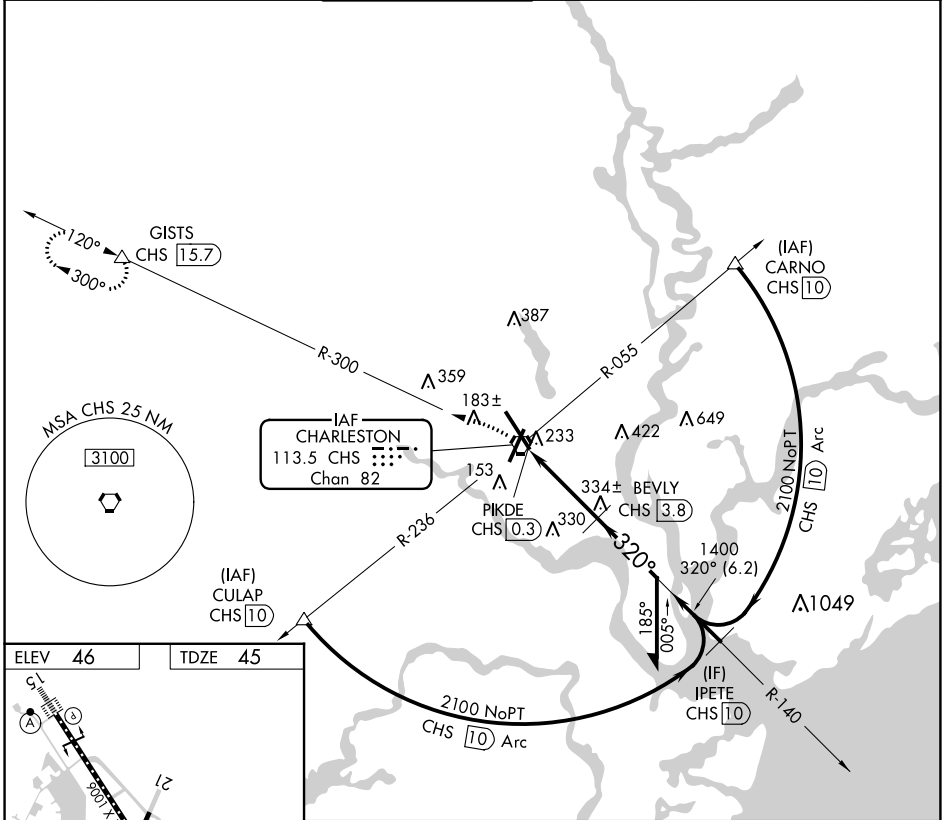 GISTS
CHS 15.7
120°
300°
R-300
MSA CHS 25 NM
3100
387
359
183±
IAF
CHARLESTON
113.5 CHS
Chan 82
233
153
PIKDE
CHS 0.3
330
334±
BEVLY
CHS 3.8
422
649
R-055
(IAF)
CARNO
CHS 10
2100 NoPT
CHS 10 Arc
R-236
(IAF)
CULAP
CHS 10
320°
1400
320° (6.2)
1049
185°
005°
(IF)
IPETE
CHS 10
R-140
2100 NoPT
CHS 10 Arc
ELEV 46
TDZE 45
15
A
P
21